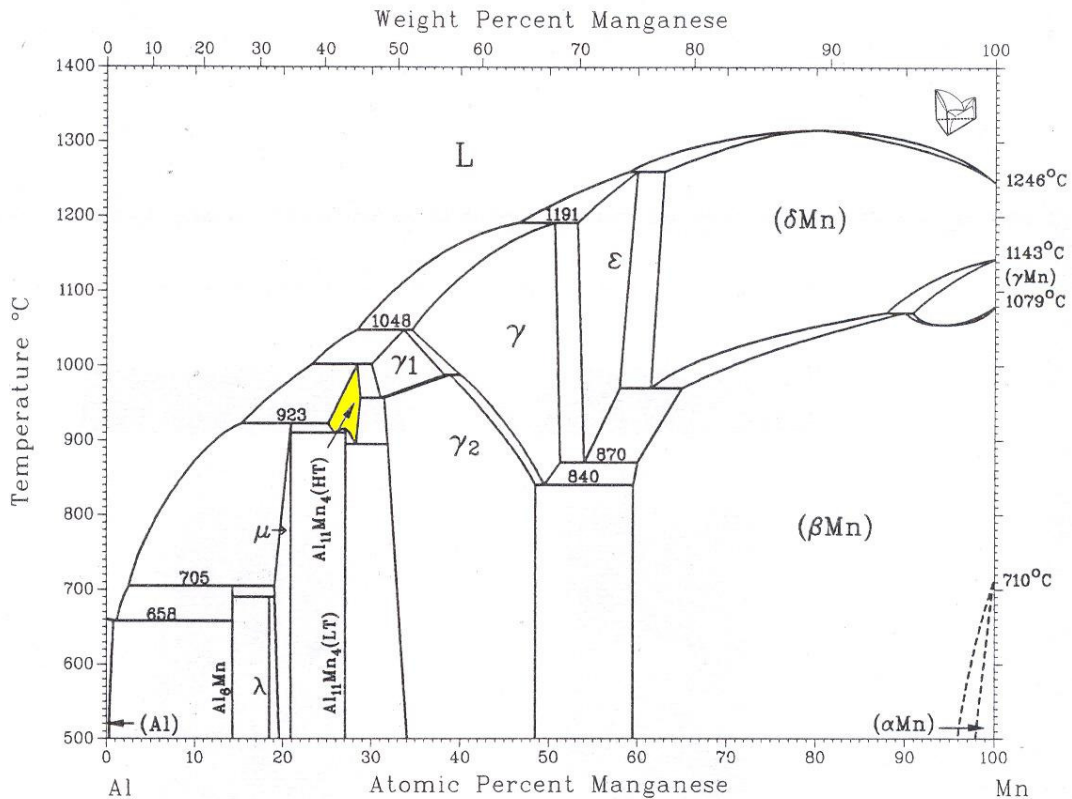 Weight Percent Manganese
0 10 20 30 40 50 60 70 80 90 100
1400
1300
1200
1100
1000
900
800
700
600
500
Temperature °C
L
1246°C
1191
(δMn)
1143°C
(γMn)
1079°C
ε
1048
γ
γ1
923
γ2
870
840
Al₁₁Mn₄(HT)
μ
(βMn)
705
710°C
658
Al₆Mn
λ
Al₁₁Mn₄(LT)
(Al)
(αMn)
0 10 20 30 40 50 60 70 80 90 100
Al
Atomic Percent Manganese
Mn